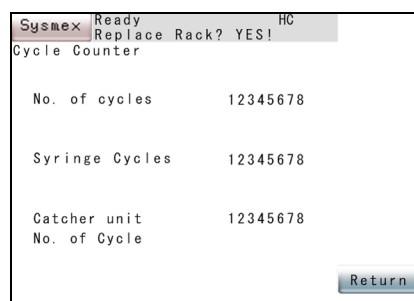 Sysmex Ready HC
Replace Rack? YES!
Cycle Counter
No. of cycles 12345678
Syringe Cycles 12345678
Catcher unit 12345678
No. of Cycle
Return